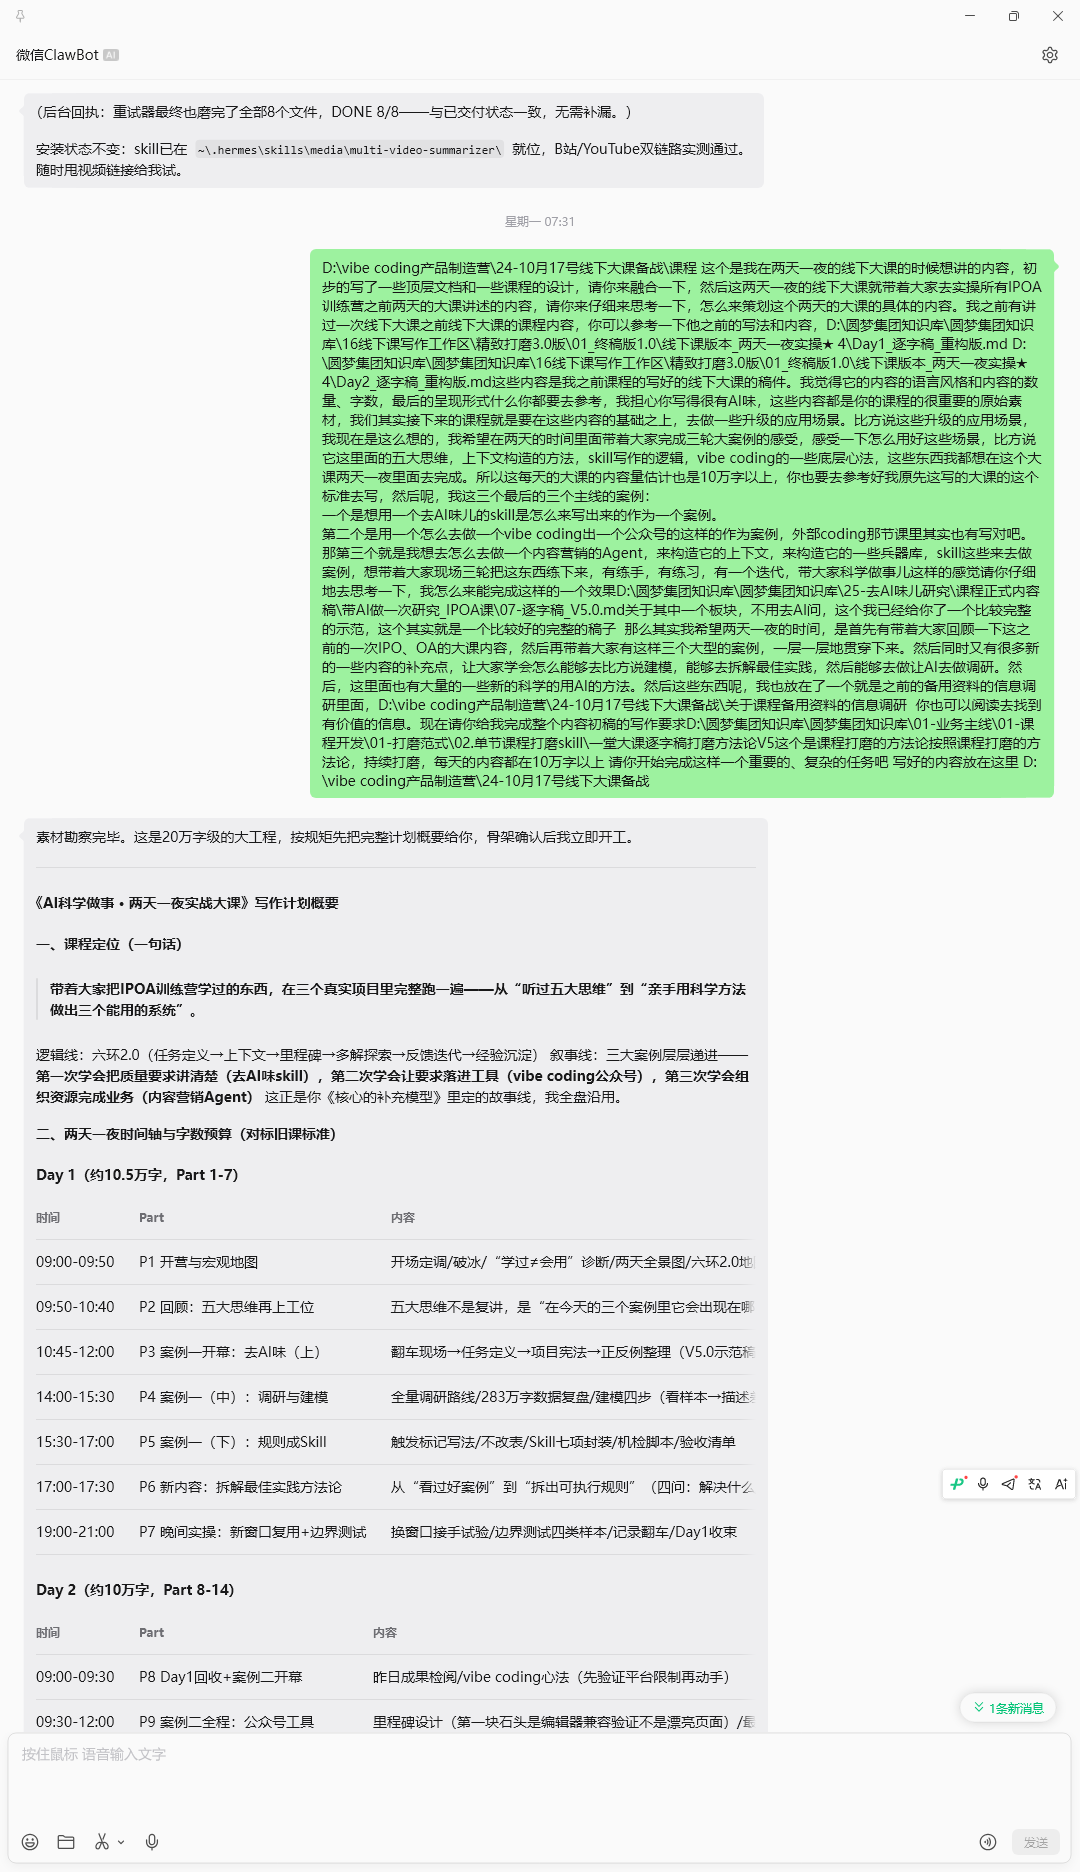 微信ClawBot AI
（后台回执：重试器最终也磨完了全部8个文件，DONE 8/8——与已交付状态一致，无需补漏。）
安装状态不变：skill已在 ~\.hermes\skills\media\multi-video-summarizer\ 就位，B站/YouTube双链路实测通过。
随时甩视频链接给我试。
星期一 07:31
D:\vibe coding产品制造营\24-10月17号线下大课备战\课程 这个是我在两天一夜的线下大课的时候想讲的内容，初
步的写了一些顶层文档和一些课程的设计，请你来融合一下，然后这两天一夜的线下大课就带着大家去实操所有IPOA
训练营之前两天的大课讲述的内容，请你来仔细来思考一下，怎么来策划这个两天的大课的具体的内容。我之前有讲
过一次线下大课之前线下大课的课程内容，你可以参考一下他之前的写法和内容，D:\圆梦集团知识库\圆梦集团知识
库\16线下课写作工作区\精致打磨3.0版\01_终稿版1.0\线下课版本_两天一夜实操★ 4\Day1_逐字稿_重构版.md D:
\圆梦集团知识库\圆梦集团知识库\16线下课写作工作区\精致打磨3.0版\01_终稿版1.0\线下课版本_两天一夜实操★
4\Day2_逐字稿_重构版.md这些内容是我之前课程的写好的线下大课的稿件。我觉得它的内容的语言风格和内容的数
量、字数，最后的呈现形式什么你都要去参考，我担心你写得很有AI味，这些内容都是你的课程的很重要的原始素
材，我们其实接下来的课程就是要在这些内容的基础之上，去做一些升级的应用场景。比方说这些升级的应用场景，
我现在是这么想的，我希望在两天的时间里面带着大家完成三轮大案例的感受，感受一下怎么用好这些场景，比方说
它这里面的五大思维，上下文构造的方法，skill写作的逻辑，vibe coding的一些底层心法，这些东西我都想在这个大
课两天一夜里面去完成。所以这每天的大课的内容量估计也是10万字以上，你也要去参考好我原先这写的大课的这个
标准去写，然后呢，我这三个最后的三个主线的案例：
一个是想用一个去AI味儿的skill是怎么来写出来的作为一个案例。
第二个是用一个怎么去做一个vibe coding出一个公众号的这样的作为案例，外部coding那节课里其实也有写对吧。
那第三个就是我想去怎么去做一个内容营销的Agent，来构造它的上下文，来构造它的一些兵器库，skill这些来去做
案例，想带着大家现场三轮把这东西练下来，有练手，有练习，有一个迭代，带大家科学做事儿这样的感觉请你仔细
地去思考一下，我怎么来能完成这样的一个效果D:\圆梦集团知识库\圆梦集团知识库\25-去AI味儿研究\课程正式内容
稿\带AI做一次研究_IPOA课\07-逐字稿_V5.0.md关于其中一个板块，不用去AI问，这个我已经给你了一个比较完整
的示范，这个其实就是一个比较好的完整的稿子  那么其实我希望两天一夜的时间，是首先有带着大家回顾一下这之
前的一次IPO、OA的大课内容，然后再带着大家有这样三个大型的案例，一层一层地贯穿下来。然后同时又有很多新
的一些内容的补充点，让大家学会怎么能够去比方说建模，能够去拆解最佳实践，然后能够去做让AI去做调研。然
后，这里面也有大量的一些新的科学的用AI的方法。然后这些东西呢，我也放在了一个就是之前的备用资料的信息调
研里面，D:\vibe coding产品制造营\24-10月17号线下大课备战\关于课程备用资料的信息调研  你也可以阅读去找到
有价值的信息。现在请你给我完成整个内容初稿的写作要求D:\圆梦集团知识库\圆梦集团知识库\01-业务主线\01-课
程开发\01-打磨范式\02.单节课程打磨skill\一堂大课逐字稿打磨方法论V5这个是课程打磨的方法论按照课程打磨的方
法论，持续打磨，每天的内容都在10万字以上 请你开始完成这样一个重要的、复杂的任务吧 写好的内容放在这里 D:
\vibe coding产品制造营\24-10月17号线下大课备战
素材勘察完毕。这是20万字级的大工程，按规矩先把完整计划概要给你，骨架确认后我立即开工。
《AI科学做事·两天一夜实战大课》写作计划概要
一、课程定位（一句话）
带着大家把IPOA训练营学过的东西，在三个真实项目里完整跑一遍——从“听过五大思维”到“亲手用科学方法
做出三个能用的系统”。
逻辑线：六环2.0（任务定义→上下文→里程碑→多解探索→反馈迭代→经验沉淀） 叙事线：三大案例层层递进——
第一次学会把质量要求讲清楚（去AI味skill），第二次学会让要求落进工具（vibe coding公众号），第三次学会组
织资源完成业务（内容营销Agent） 这正是你《核心的补充模型》里定的故事线，我全盘沿用。
二、两天一夜时间轴与字数预算（对标旧课标准）
Day 1（约10.5万字，Part 1-7）
时间 Part 内容
09:00-09:50 P1 开营与宏观地图 开场定调/破冰/“学过≠会用”诊断/两天全景图/六环2.0地
09:50-10:40 P2 回顾：五大思维再上工位 五大思维不是复讲，是“在今天的三个案例里它会出现在哪
10:45-12:00 P3 案例一开幕：去AI味（上） 翻车现场→任务定义→项目宪法→正反例整理（V5.0示范稿
14:00-15:30 P4 案例一（中）：调研与建模 全量调研路线/283万字数据复盘/建模四步（看样本→描述
15:30-17:00 P5 案例一（下）：规则成Skill 触发标记写法/不改表/Skill七项封装/机检脚本/验收清单
17:00-17:30 P6 新内容：拆解最佳实践方法论 从“看过好案例”到“拆出可执行规则”（四问：解决什么
19:00-21:00 P7 晚间实操：新窗口复用+边界测试 换窗口接手试验/边界测试四类样本/记录翻车/Day1收束
Day 2（约10万字，Part 8-14）
时间 Part 内容
09:00-09:30 P8 Day1回收+案例二开幕 昨日成果检阅/vibe coding心法（先验证平台限制再动手）
09:30-12:00 P9 案例二全程：公众号工具 里程碑设计（第一块石头是编辑器兼容验证不是漂亮页面）/最
1条新消息
按住鼠标 语音输入文字
发送